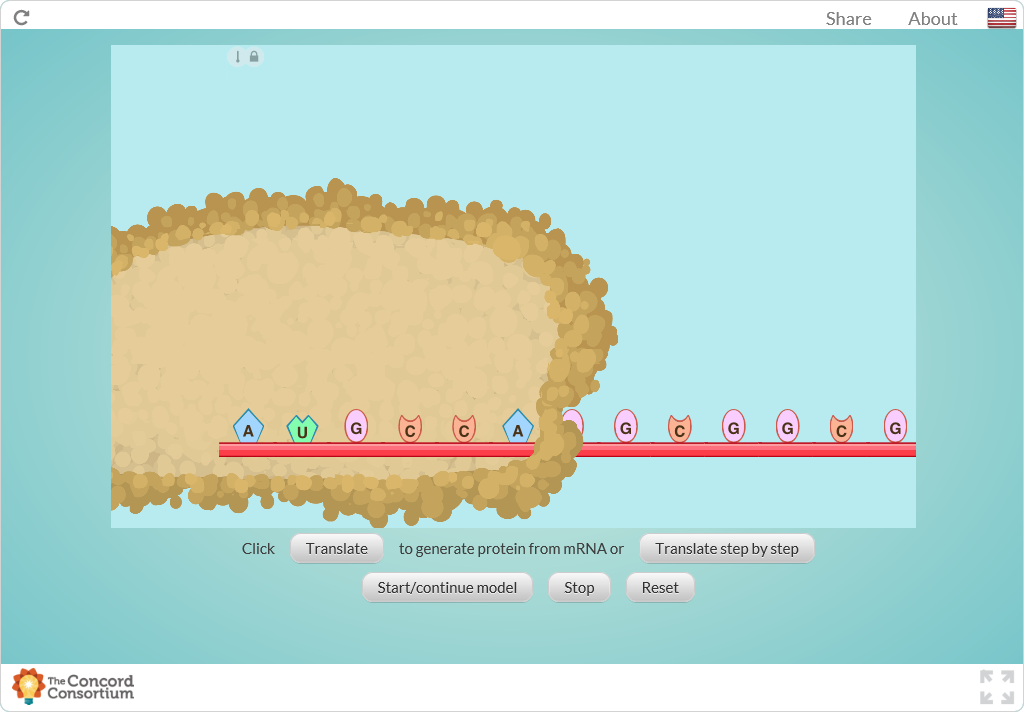 Share About
A U G C C A G C G G C G
Click Translate to generate protein from mRNA or Translate step by step
Start/continue model Stop Reset
The Concord
Consortium